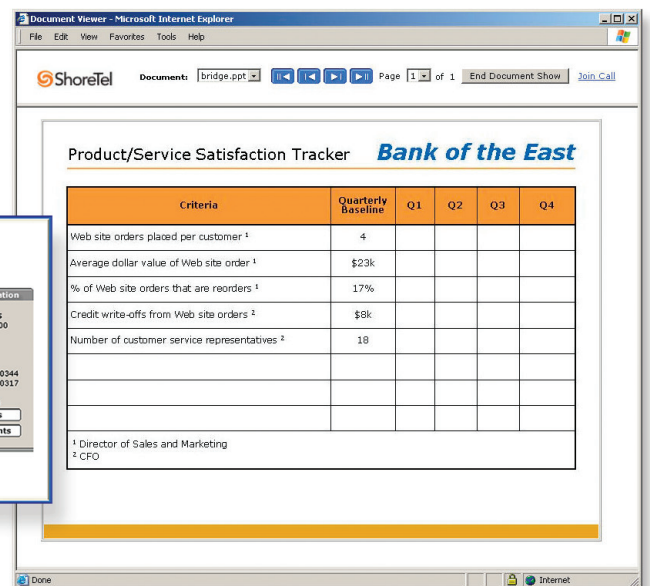 Document Viewer - Microsoft Internet Explorer
File Edit View Favorites Tools Help
ShoreTel Document: bridge.ppt Page 1 of 1 End Document Show Join Call
Product/Service Satisfaction Tracker Bank of the East
Criteria Quarterly Baseline Q1 Q2 Q3 Q4
Web site orders placed per customer ¹ 4
Average dollar value of Web site order ¹ $23k
% of Web site orders that are reorders ¹ 17%
Credit write-offs from Web site orders ² $8k
Number of customer service representatives ² 18
¹ Director of Sales and Marketing
² CFO
0344
0317
Done Internet